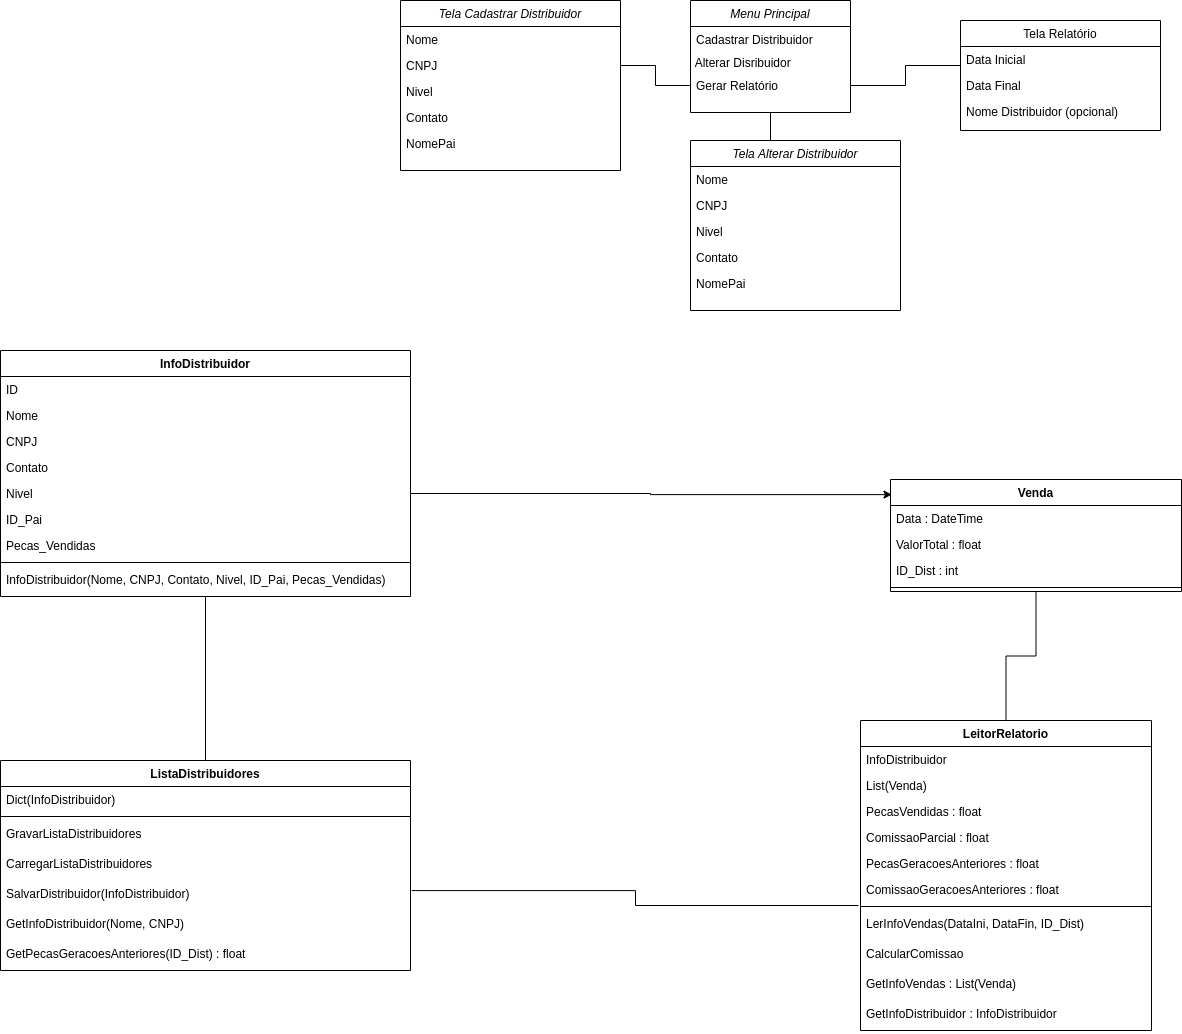 Tela Cadastrar Distribuidor
Nome
CNPJ
Nivel
Contato
NomePai
Menu Principal
Cadastrar Distribuidor
Alterar Disribuidor
Gerar Relatório
Tela Relatório
Data Inicial
Data Final
Nome Distribuidor (opcional)
Tela Alterar Distribuidor
Nome
CNPJ
Nivel
Contato
NomePai
InfoDistribuidor
ID
Nome
CNPJ
Contato
Nivel
ID_Pai
Pecas_Vendidas
InfoDistribuidor(Nome, CNPJ, Contato, Nivel, ID_Pai, Pecas_Vendidas)
Venda
Data : DateTime
ValorTotal : float
ID_Dist : int
ListaDistribuidores
Dict(InfoDistribuidor)
GravarListaDistribuidores
CarregarListaDistribuidores
SalvarDistribuidor(InfoDistribuidor)
GetInfoDistribuidor(Nome, CNPJ)
GetPecasGeracoesAnteriores(ID_Dist) : float
LeitorRelatorio
InfoDistribuidor
List(Venda)
PecasVendidas : float
ComissaoParcial : float
PecasGeracoesAnteriores : float
ComissaoGeracoesAnteriores : float
LerInfoVendas(DataIni, DataFin, ID_Dist)
CalcularComissao
GetInfoVendas : List(Venda)
GetInfoDistribuidor : InfoDistribuidor